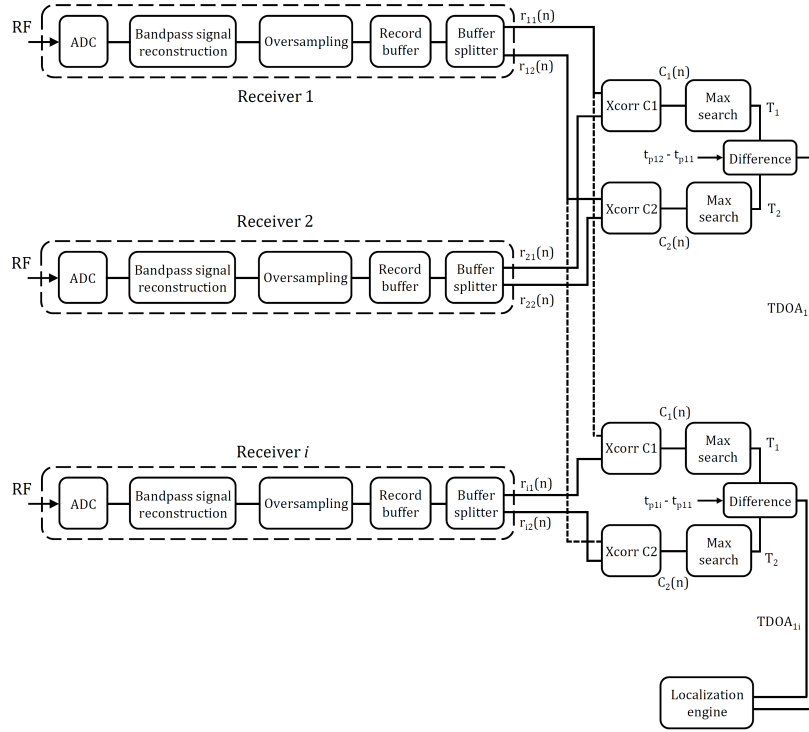 RF
ADC
Bandpass signal
reconstruction
Oversampling
Record
buffer
Buffer
splitter
r11(n)
r12(n)
Receiver 1
C1(n)
Xcorr C1
Max
search
T1
tp12 - tp11
Difference
Xcorr C2
Max
search
T2
C2(n)
Receiver 2
RF
ADC
Bandpass signal
reconstruction
Oversampling
Record
buffer
Buffer
splitter
r21(n)
r22(n)
TDOA1
Receiver i
RF
ADC
Bandpass signal
reconstruction
Oversampling
Record
buffer
Buffer
splitter
ri1(n)
ri2(n)
C1(n)
Xcorr C1
Max
search
T1
tp1i - tp11
Difference
Xcorr C2
Max
search
T2
C2(n)
TDOA1i
Localization
engine